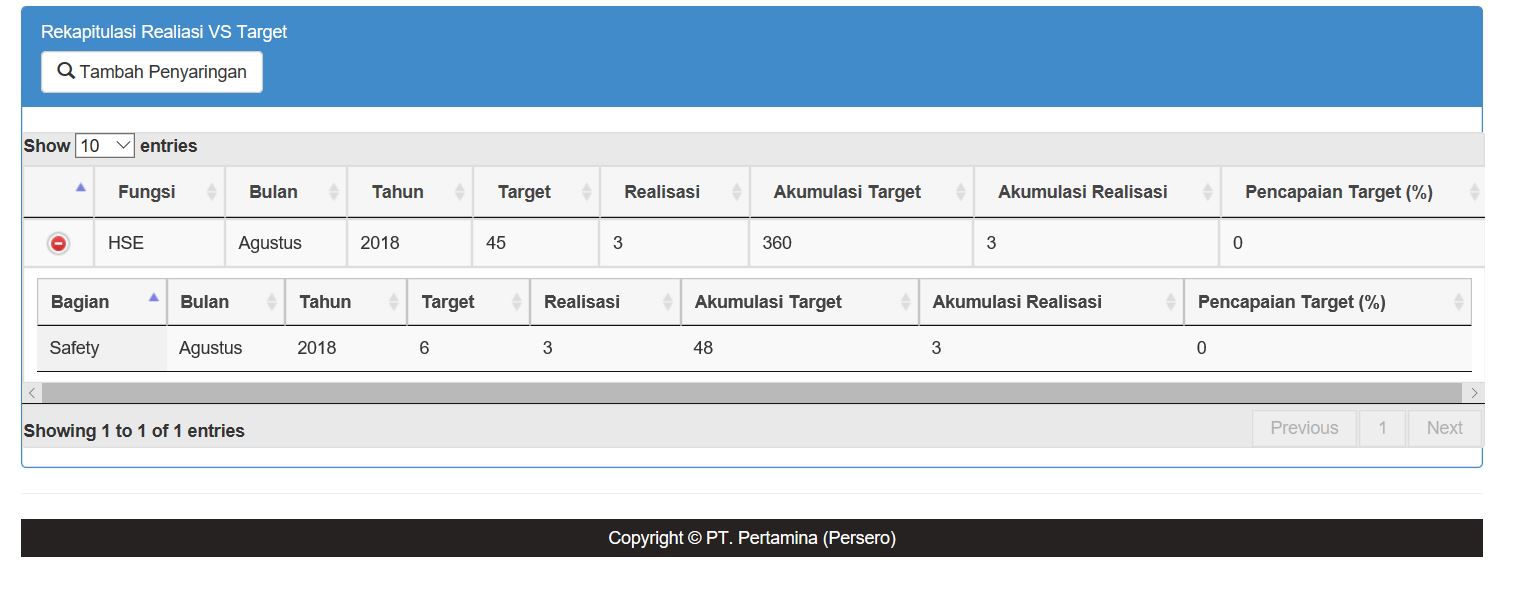 Rekapitulasi Realiasi VS Target
Tambah Penyaringan
Show 10 entries
Fungsi Bulan Tahun Target Realisasi Akumulasi Target Akumulasi Realisasi Pencapaian Target (%)
HSE Agustus 2018 45 3 360 3 0
Bagian Bulan Tahun Target Realisasi Akumulasi Target Akumulasi Realisasi Pencapaian Target (%)
Safety Agustus 2018 6 3 48 3 0
Showing 1 to 1 of 1 entries Previous 1 Next
Copyright © PT. Pertamina (Persero)